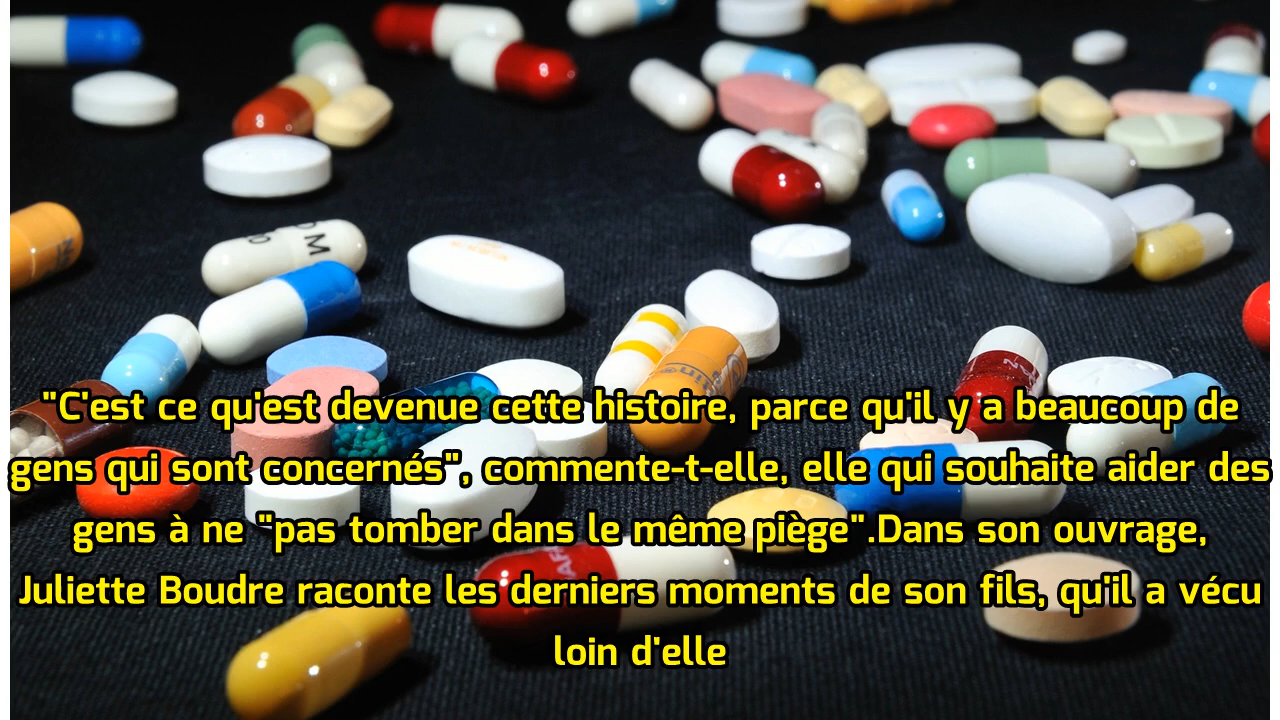 "C'est ce qu'est devenue cette histoire, parce qu'il y a beaucoup de
gens qui sont concernés", commente-t-elle, elle qui souhaite aider des
gens à ne "pas tomber dans le même piège".Dans son ouvrage,
Juliette Boudre raconte les derniers moments de son fils, qu'il a vécu
loin d'elle